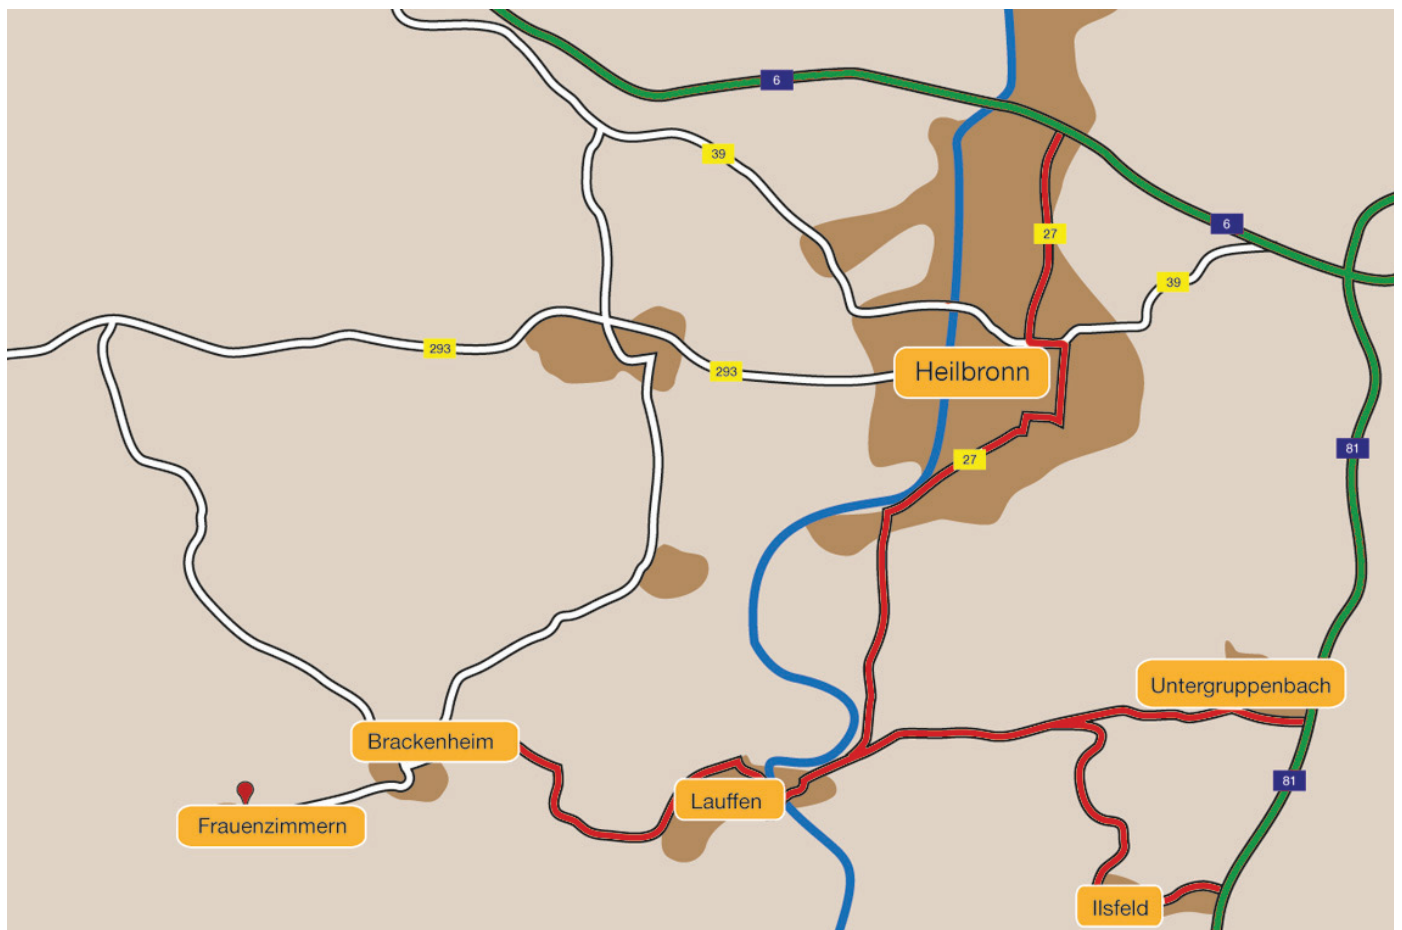 6
39
6
27
39
293
293
Heilbronn
81
27
Untergruppenbach
Brackenheim
81
Lauffen
Frauenzimmern
Ilsfeld